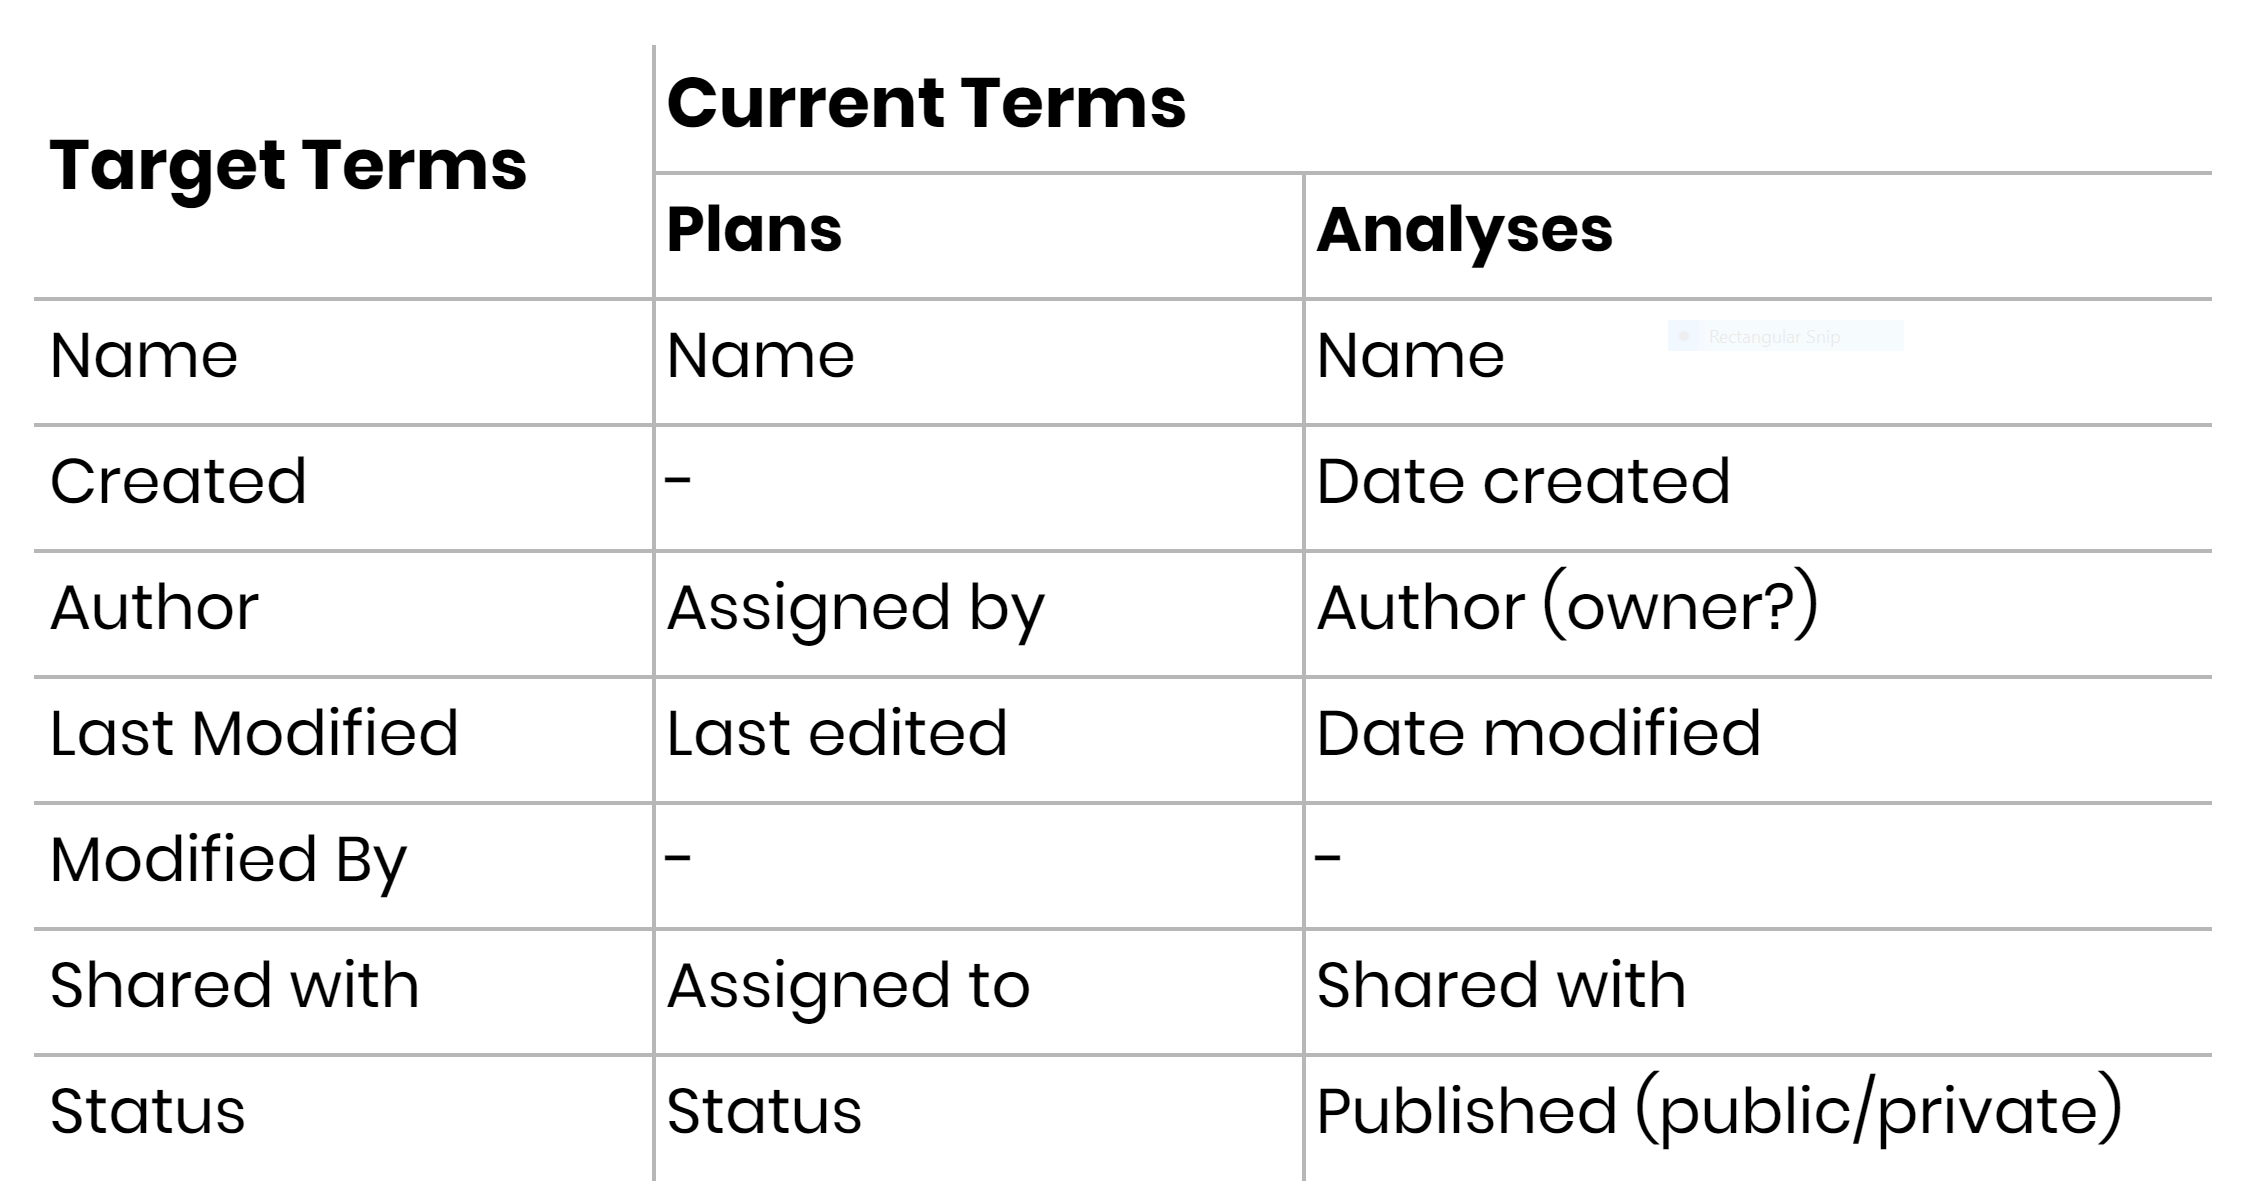 Target Terms
Current Terms
Plans
Analyses
Name
Name
Name
Rectangular Snip
Created
-
Date created
Author
Assigned by
Author (owner?)
Last Modified
Last edited
Date modified
Modified By
-
-
Shared with
Assigned to
Shared with
Status
Status
Published (public/private)